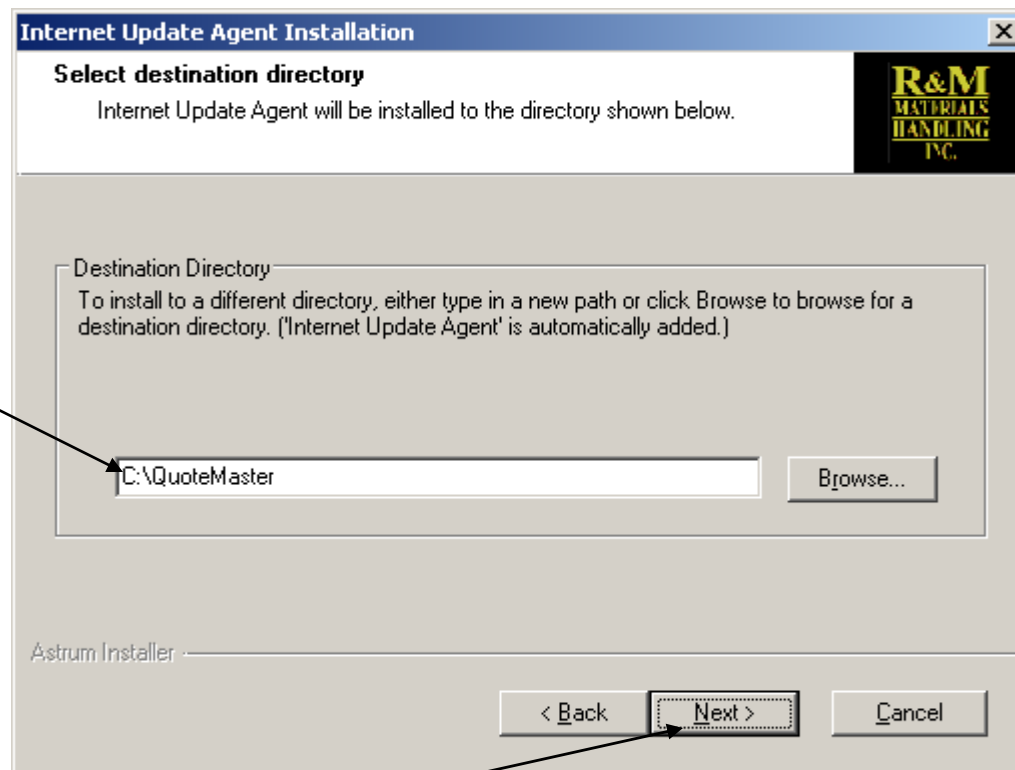 Internet Update Agent Installation
Select destination directory
Internet Update Agent will be installed to the directory shown below.
R&M
MATERIALS
HANDLING
INC.
Destination Directory
To install to a different directory, either type in a new path or click Browse to browse for a
destination directory. ('Internet Update Agent' is automatically added.)
C:\QuoteMaster
Browse...
Astrum Installer
< Back
Next >
Cancel